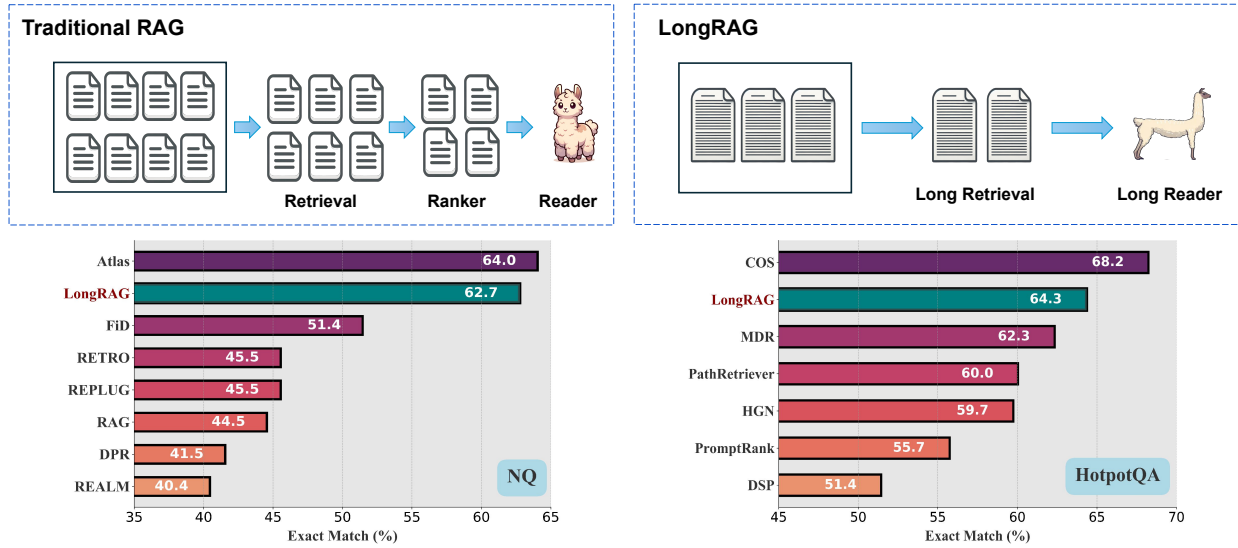 Traditional RAG
Retrieval
Ranker
Reader
LongRAG
Long Retrieval
Long Reader
Atlas 64.0
LongRAG 62.7
FiD 51.4
RETRO 45.5
REPLUG 45.5
RAG 44.5
DPR 41.5
REALM 40.4
NQ
35 40 45 50 55 60 65
Exact Match (%)
COS 68.2
LongRAG 64.3
MDR 62.3
PathRetriever 60.0
HGN 59.7
PromptRank 55.7
DSP 51.4
HotpotQA
45 50 55 60 65 70
Exact Match (%)